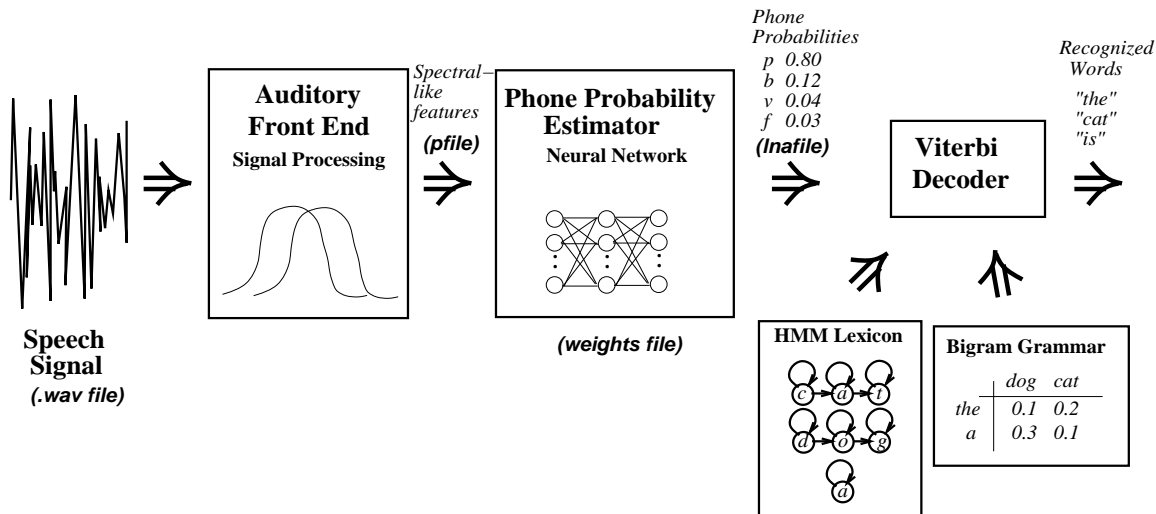 Speech
Signal
(.wav file)
Auditory
Front End
Signal Processing
Spectral–
like
features
(pfile)
Phone Probability
Estimator
Neural Network
(weights file)
Phone
Probabilities
p 0.80
b 0.12
v 0.04
f 0.03
(lnafile)
Viterbi
Decoder
Recognized
Words
"the"
"cat"
"is"
HMM Lexicon
c a t
d o g
a
Bigram Grammar
dog cat
the 0.1 0.2
a 0.3 0.1